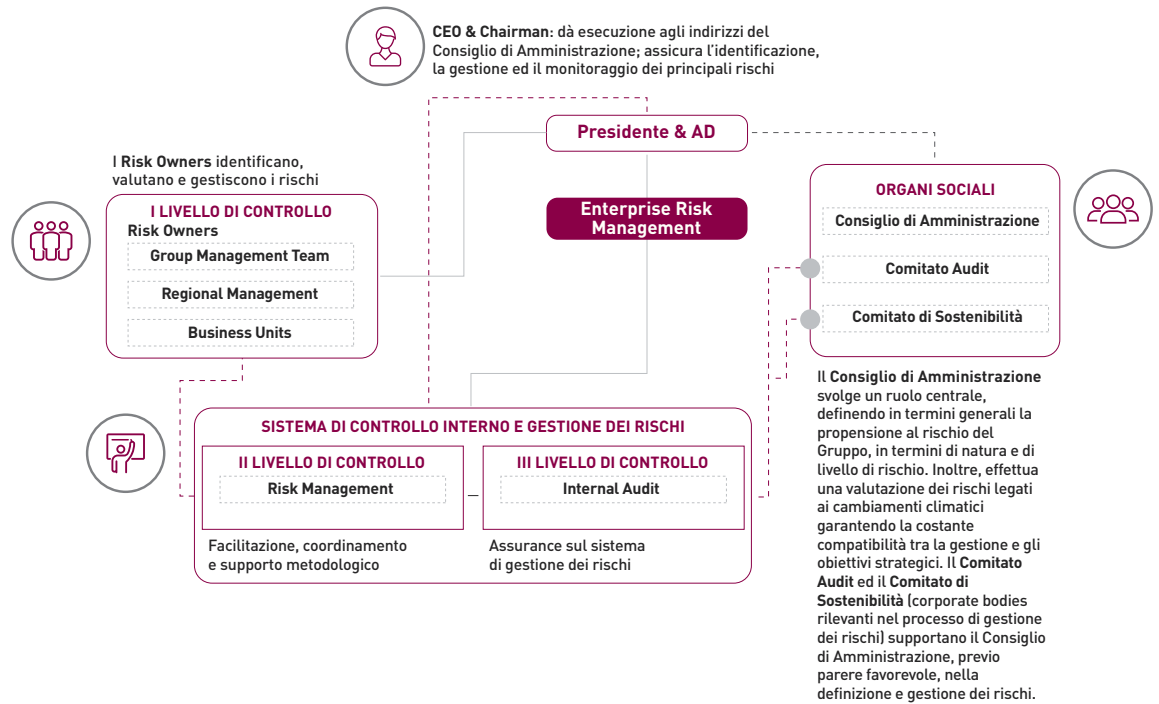 CEO & Chairman: dà esecuzione agli indirizzi del
Consiglio di Amministrazione; assicura l'identificazione,
la gestione ed il monitoraggio dei principali rischi
Presidente & AD
I Risk Owners identificano,
valutano e gestiscono i rischi
I LIVELLO DI CONTROLLO
Risk Owners
Group Management Team
Regional Management
Business Units
Enterprise Risk
Management
ORGANI SOCIALI
Consiglio di Amministrazione
Comitato Audit
Comitato di Sostenibilità
Il Consiglio di Amministrazione
svolge un ruolo centrale,
definendo in termini generali la
propensione al rischio del
Gruppo, in termini di natura e di
livello di rischio. Inoltre, effettua
una valutazione dei rischi legati
ai cambiamenti climatici
garantendo la costante
compatibilità tra la gestione e gli
obiettivi strategici. Il Comitato
Audit ed il Comitato di
Sostenibilità (corporate bodies
rilevanti nel processo di gestione
dei rischi) supportano il Consiglio
di Amministrazione, previo
parere favorevole, nella
definizione e gestione dei rischi.
SISTEMA DI CONTROLLO INTERNO E GESTIONE DEI RISCHI
II LIVELLO DI CONTROLLO
Risk Management
Facilitazione, coordinamento
e supporto metodologico
III LIVELLO DI CONTROLLO
Internal Audit
Assurance sul sistema
di gestione dei rischi